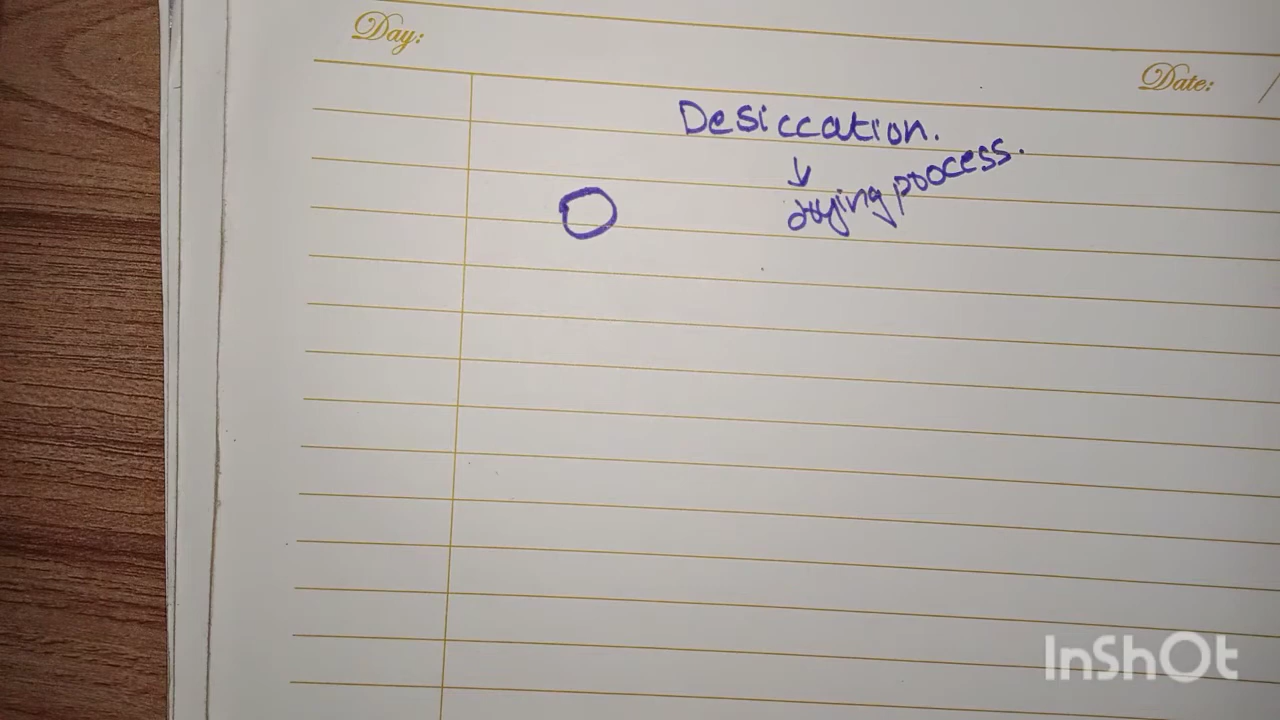 Day:
Date: /
Desiccation.
↓
drying process.
InShOt